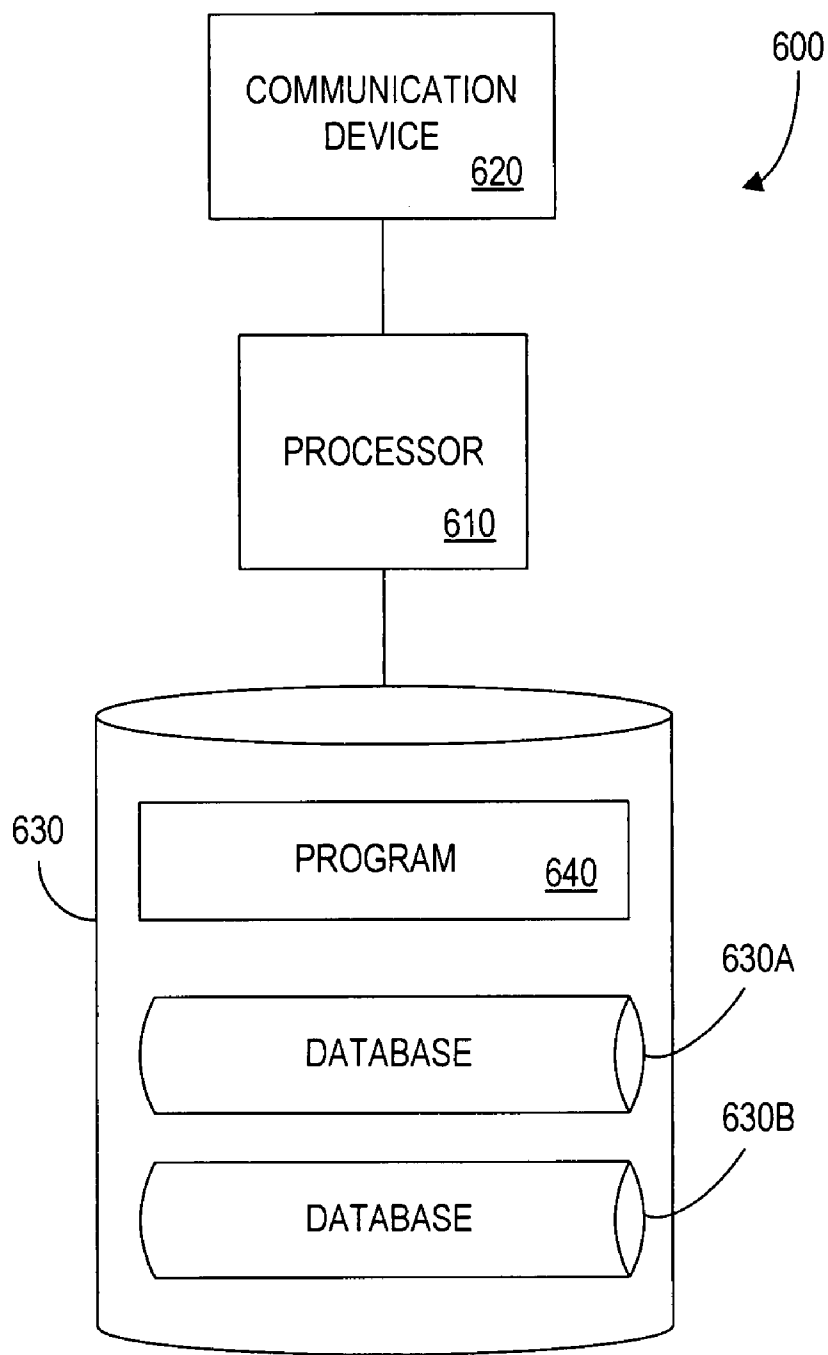 600
COMMUNICATION
DEVICE
620
PROCESSOR
610
630
PROGRAM
640
630A
DATABASE
630B
DATABASE